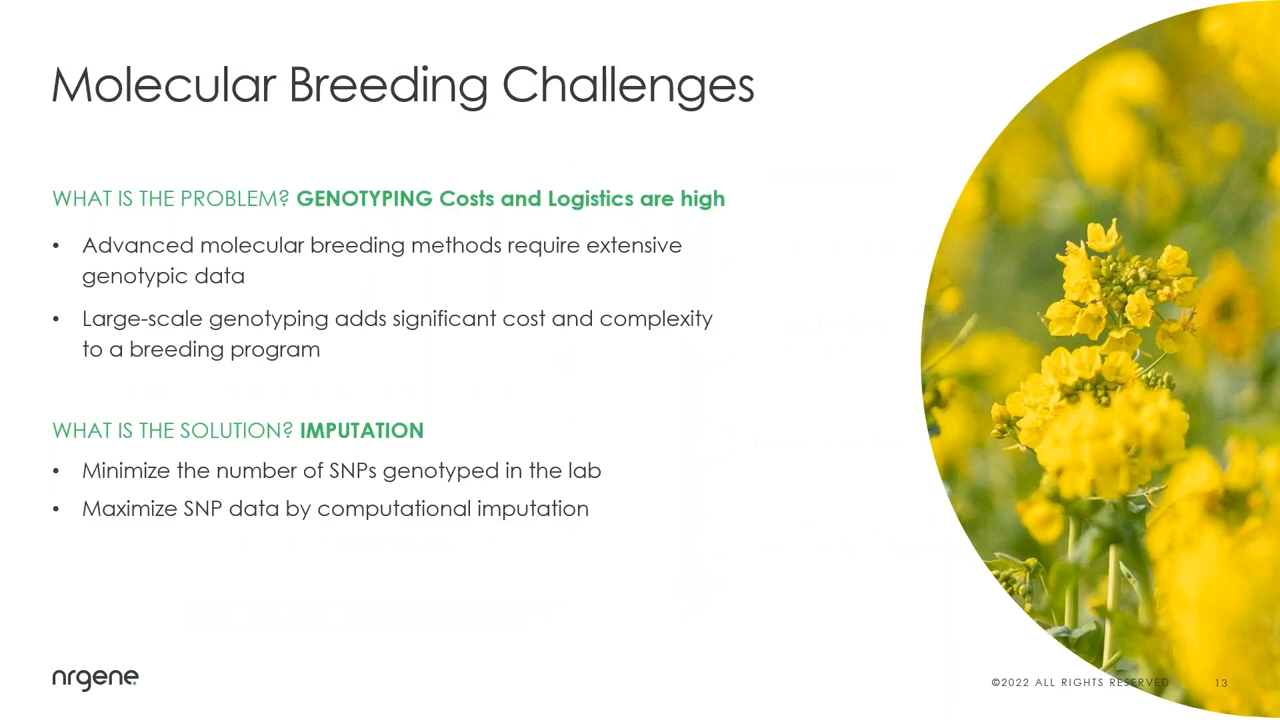 Molecular Breeding Challenges
WHAT IS THE PROBLEM? GENOTYPING Costs and Logistics are high
• Advanced molecular breeding methods require extensive
genotypic data
• Large-scale genotyping adds significant cost and complexity
to a breeding program
WHAT IS THE SOLUTION? IMPUTATION
• Minimize the number of SNPs genotyped in the lab
• Maximize SNP data by computational imputation
nrgene
©2022 ALL RIGHTS RESERVED 13